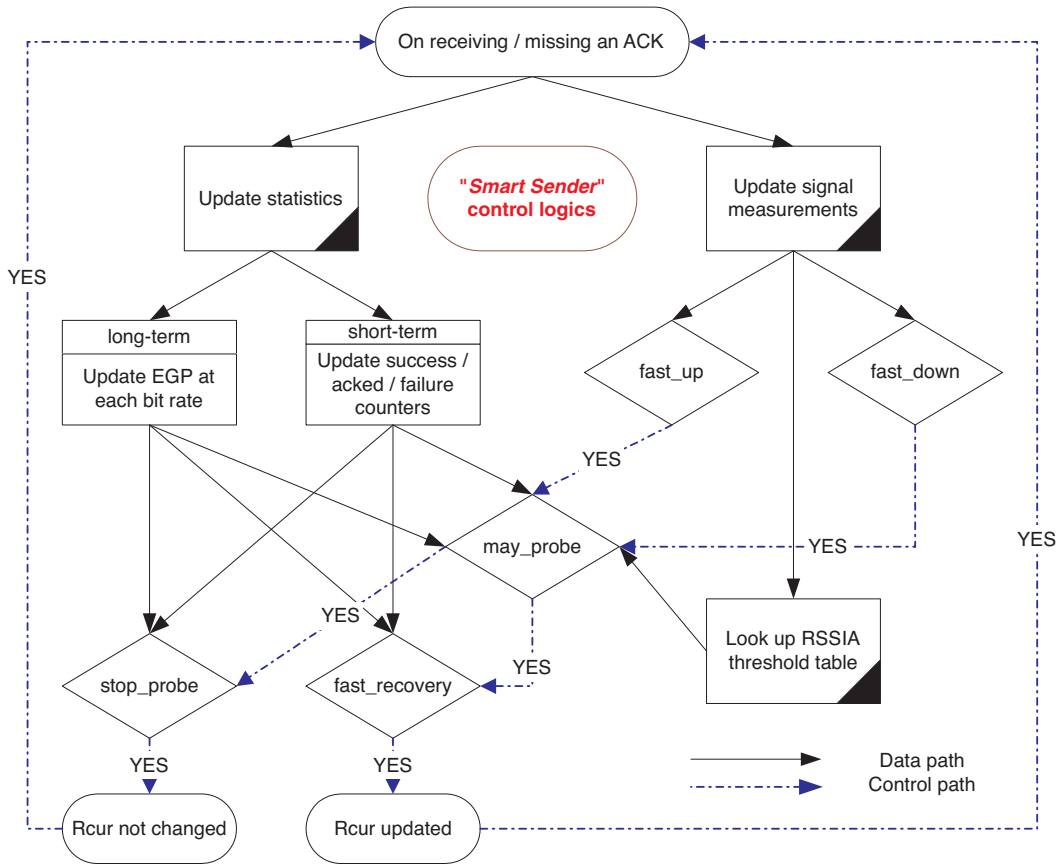 On receiving / missing an ACK
Update statistics
"Smart Sender"
control logics
Update signal
measurements
YES
long-term
Update EGP at
each bit rate
short-term
Update success /
acked / failure
counters
fast_up
fast_down
YES
may_probe
YES
YES
YES
YES
Look up RSSIA
threshold table
stop_probe
fast_recovery
YES
YES
Data path
Control path
Rcur not changed
Rcur updated